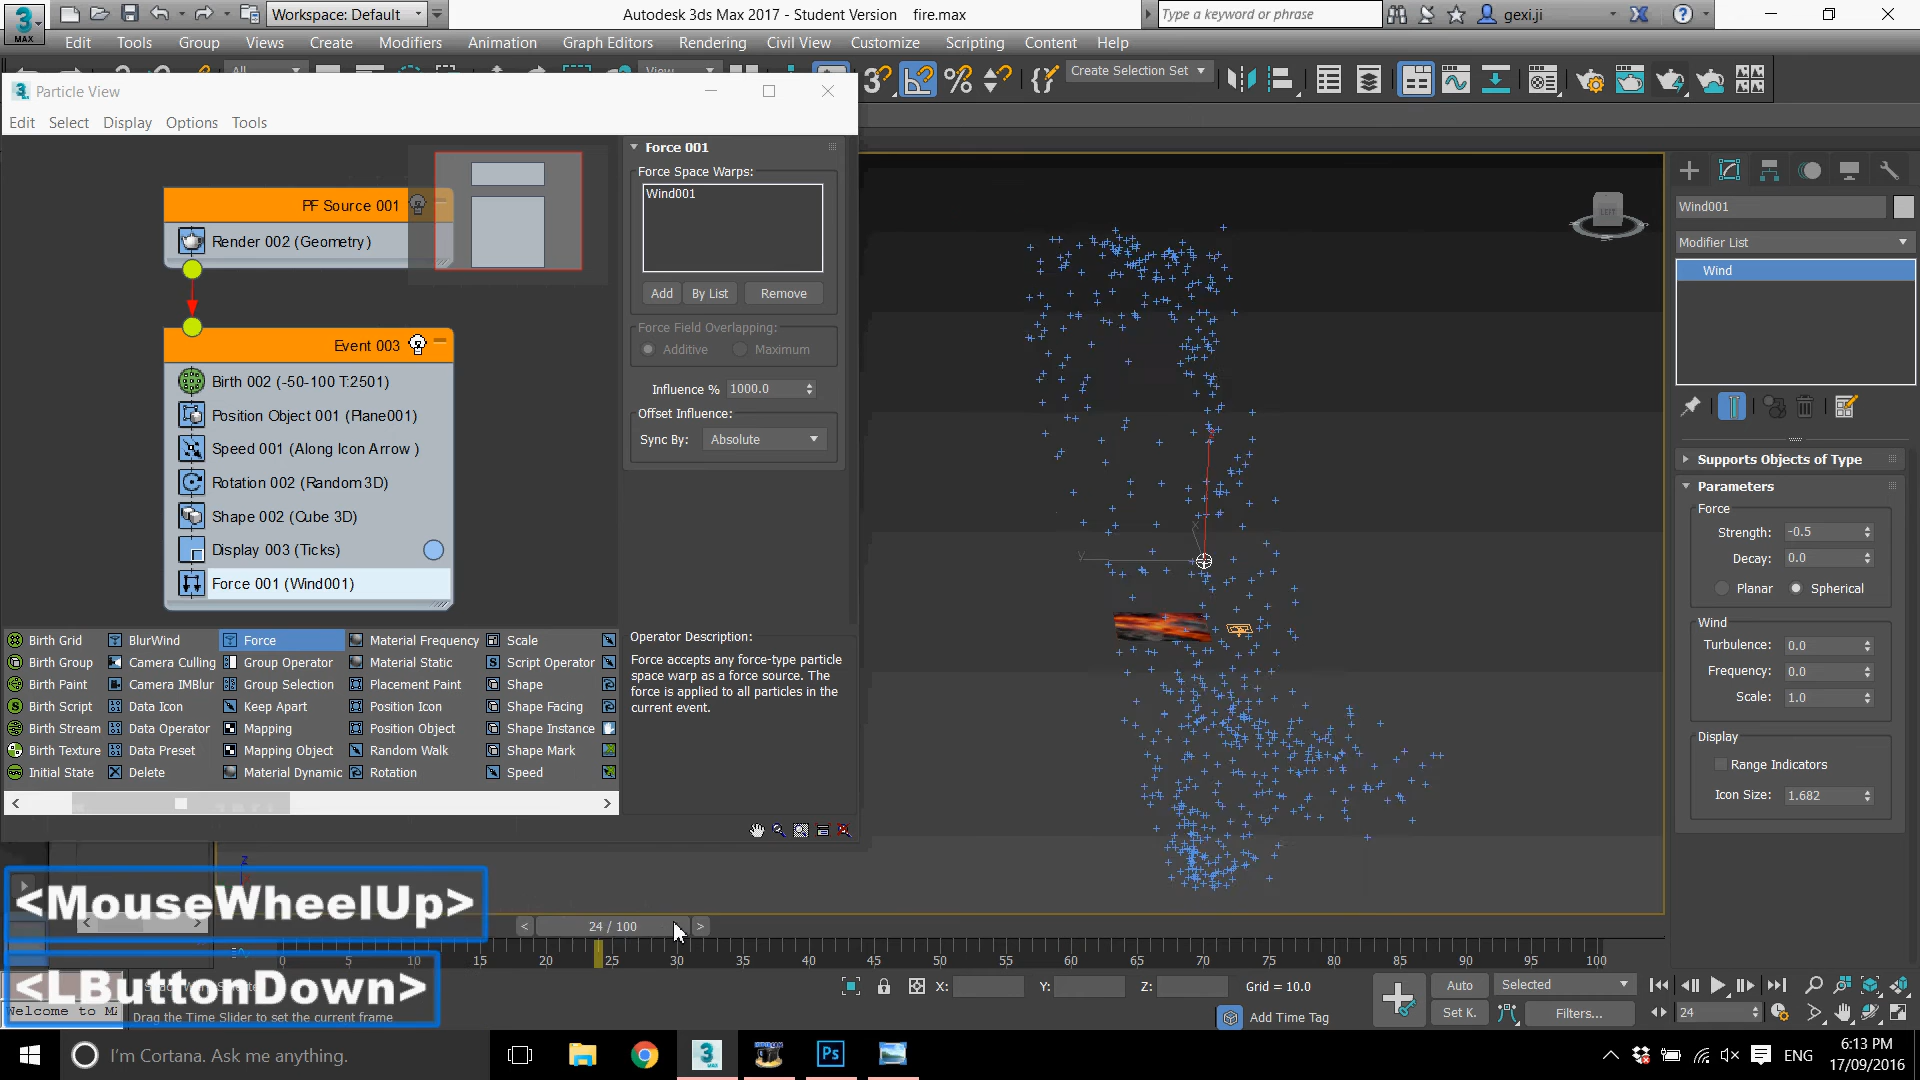 MAX
Workspace: Default
Autodesk 3ds Max 2017 - Student Version    fire.max
Type a keyword or phrase
gexi.ji
Edit Tools Group Views Create Modifiers Animation Graph Editors Rendering Civil View Customize Scripting Content Help
All
View
Create Selection Set
Particle View
Edit Select Display Options Tools
PF Source 001
Render 002 (Geometry)
Event 003
Birth 002 (-50-100 T:2501)
Position Object 001 (Plane001)
Speed 001 (Along Icon Arrow )
Rotation 002 (Random 3D)
Shape 002 (Cube 3D)
Display 003 (Ticks)
Force 001 (Wind001)
Force 001
Force Space Warps:
Wind001
Add By List Remove
Force Field Overlapping:
Additive Maximum
Influence % 1000.0
Offset Influence:
Sync By: Absolute
Birth Grid BlurWind Force Material Frequency Scale
Birth Group Camera Culling Group Operator Material Static Script Operator
Birth Paint Camera IMBlur Group Selection Placement Paint Shape
Birth Script Data Icon Keep Apart Position Icon Shape Facing
Birth Stream Data Operator Mapping Position Object Shape Instance
Birth Texture Data Preset Mapping Object Random Walk Shape Mark
Initial State Delete Material Dynamic Rotation Speed
Operator Description:
Force accepts any force-type particle
space warp as a force source. The
force is applied to all particles in the
current event.
LEFT
x
y
z
Wind001
Modifier List
Wind
Supports Objects of Type
Parameters
Force
Strength: -0.5
Decay: 0.0
Planar Spherical
Wind
Turbulence: 0.0
Frequency: 0.0
Scale: 1.0
Display
Range Indicators
Icon Size: 1.682
<MouseWheelUp>
<LButtonDown>
< 24 / 100 >
0 5 10 15 20 25 30 35 40 45 50 55 60 65 70 75 80 85 90 95 100
X: Y: Z: Grid = 10.0
Auto Selected
Set K. Filters...
24
Welcome to M
Drag the Time Slider to set the current frame
Add Time Tag
I'm Cortana. Ask me anything.
3
MAX
Ps
ENG
6:13 PM
17/09/2016